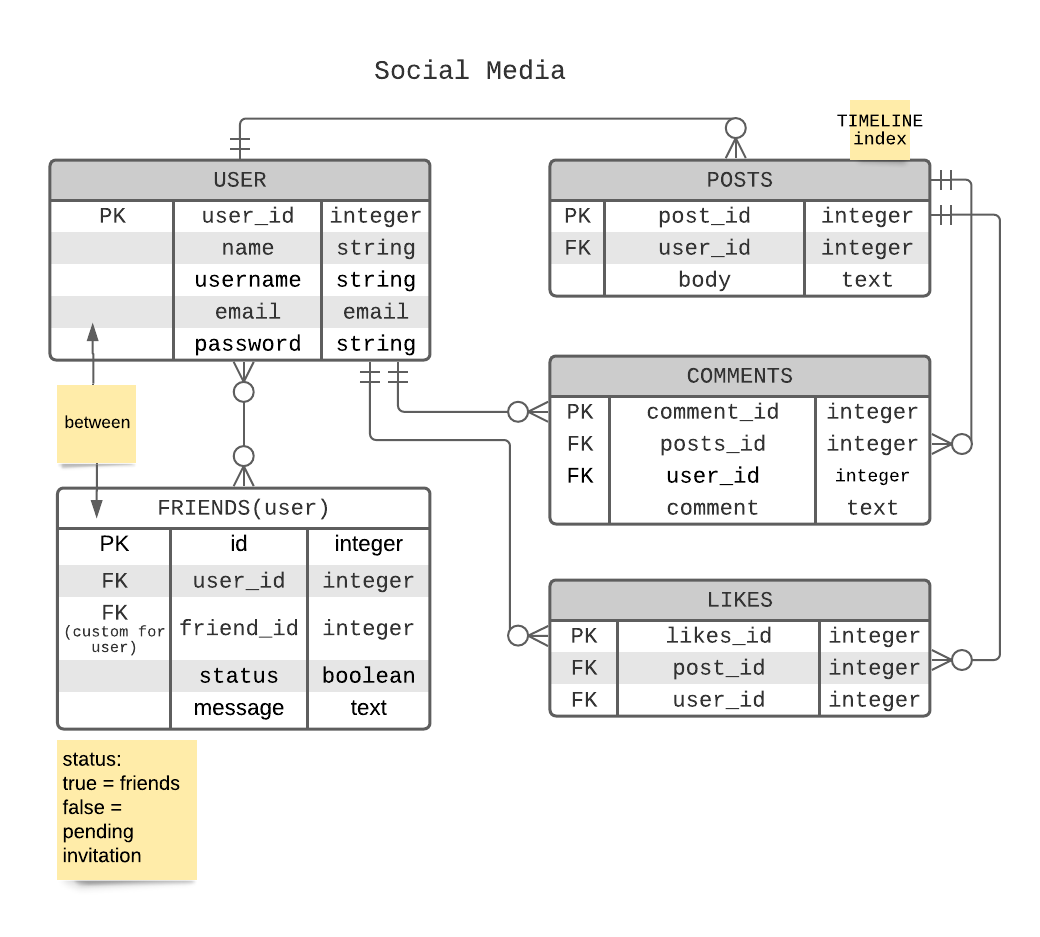 Social Media
TIMELINE
index
USER
PK user_id integer
name string
username string
email email
password string
POSTS
PK post_id integer
FK user_id integer
body text
between
COMMENTS
PK comment_id integer
FK posts_id integer
FK user_id integer
comment text
FRIENDS(user)
PK id integer
FK user_id integer
FK
(custom for
user)
friend_id integer
status boolean
message text
LIKES
PK likes_id integer
FK post_id integer
FK user_id integer
status:
true = friends
false =
pending
invitation